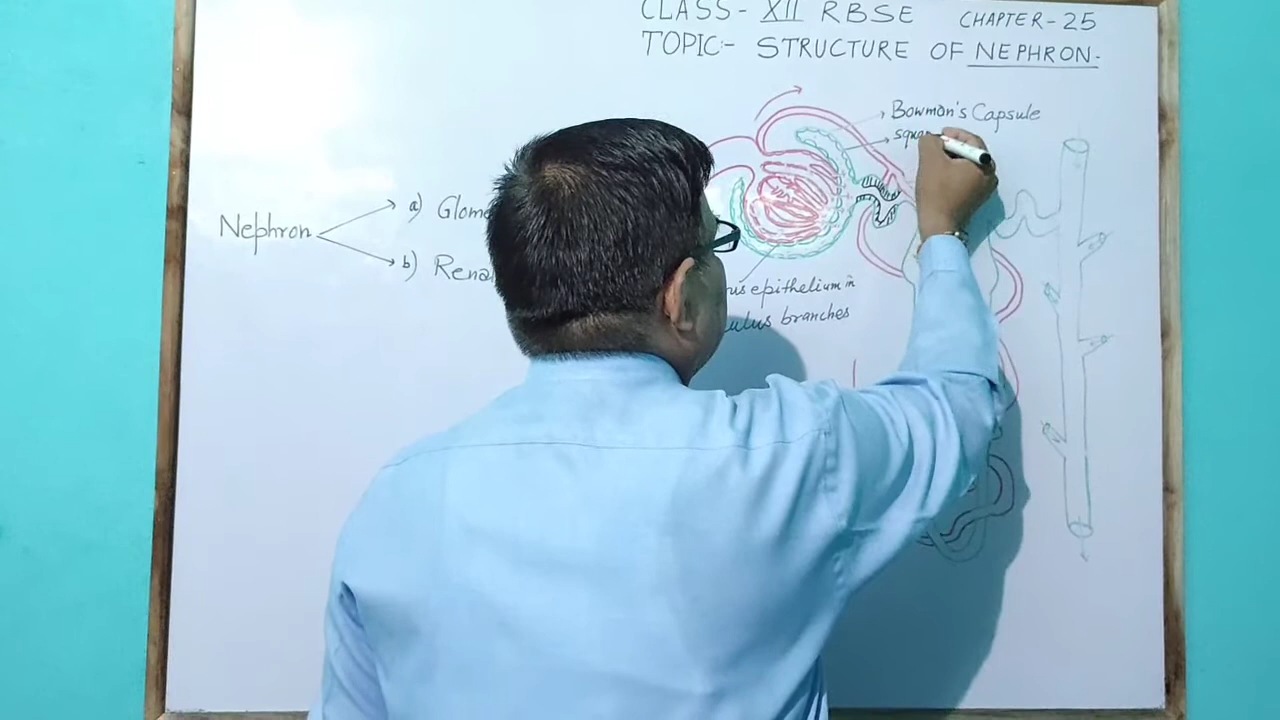 CLASS- XII RBSE CHAPTER-25
TOPIC:- STRUCTURE OF NEPHRON.
Bowman's Capsule
squa
Nephron
a) Glome
b) Rena
us epithelium in
ulus branches